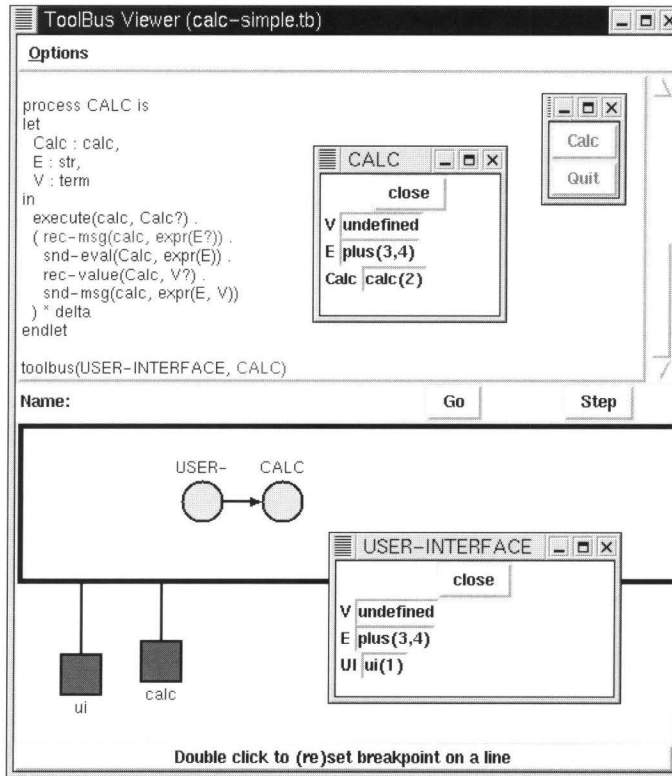 ToolBus Viewer (calc-simple.tb)
Options
process CALC is
let
Calc : calc,
E : str,
V : term
in
execute(calc, Calc?) .
( rec-msg(calc, expr(E?)) .
snd-eval(Calc, expr(E)) .
rec-value(Calc, V?) .
snd-msg(calc, expr(E, V))
) * delta
endlet
toolbus(USER-INTERFACE, CALC)
CALC
close
V undefined
E plus(3,4)
Calc calc(2)
Calc
Quit
Name:
Go
Step
USER-
CALC
USER-INTERFACE
close
V undefined
E plus(3,4)
UI ui(1)
ui
calc
Double click to (re)set breakpoint on a line